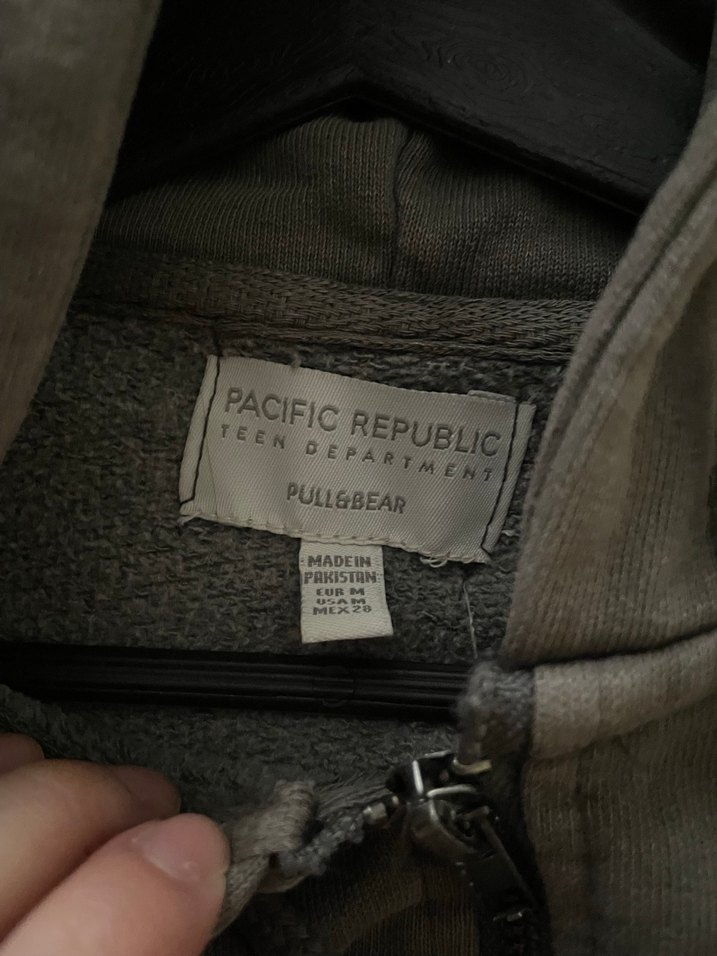 PACIFIC REPUBLIC
TEEN DEPARTMENT
PULL&BEAR
MADE IN
PAKISTAN
EUR M
USA M
MEX 28